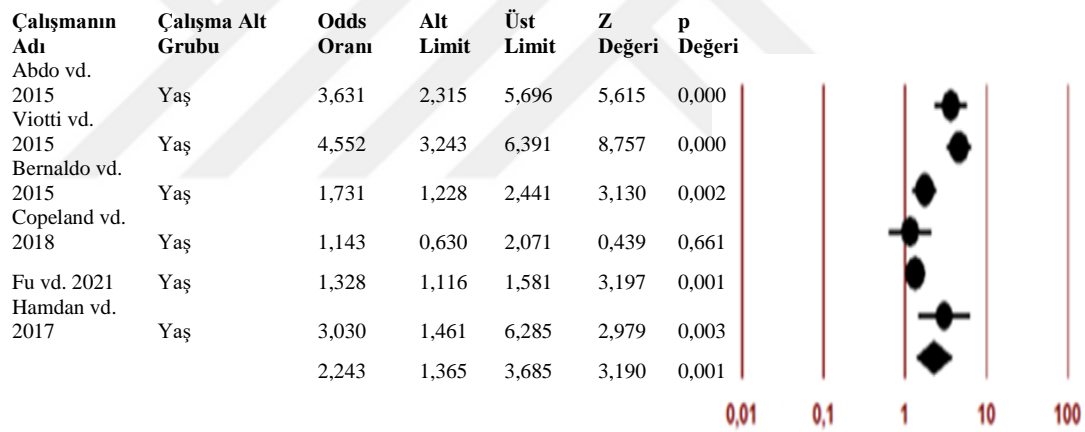 Çalışmanın Adı Çalışma Alt Grubu Odds Oranı Alt Limit Üst Limit Z Değeri p Değeri
Abdo vd.
2015 Yaş 3,631 2,315 5,696 5,615 0,000
Viotti vd.
2015 Yaş 4,552 3,243 6,391 8,757 0,000
Bernaldo vd.
2015 Yaş 1,731 1,228 2,441 3,130 0,002
Copeland vd.
2018 Yaş 1,143 0,630 2,071 0,439 0,661
Fu vd. 2021 Yaş 1,328 1,116 1,581 3,197 0,001
Hamdan vd.
2017 Yaş 3,030 1,461 6,285 2,979 0,003
2,243 1,365 3,685 3,190 0,001
0,01 0,1 1 10 100